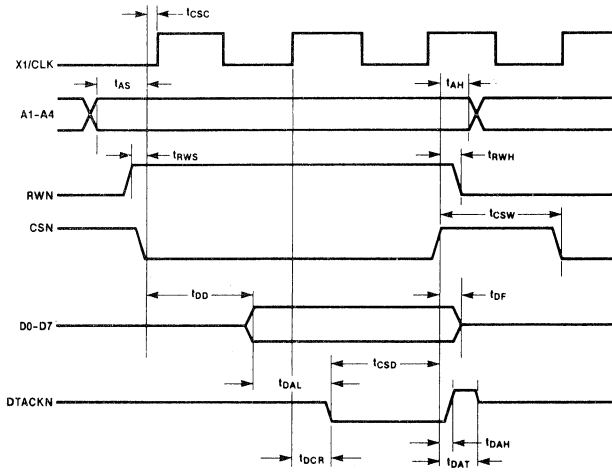 tCSC
X1/CLK
tAS
tAH
A1-A4
tRWS
tRWH
RWN
tCSW
CSN
tDD
tDF
D0-D7
tCSD
tDAL
DTACKN
tDAH
tDCR
tDAT